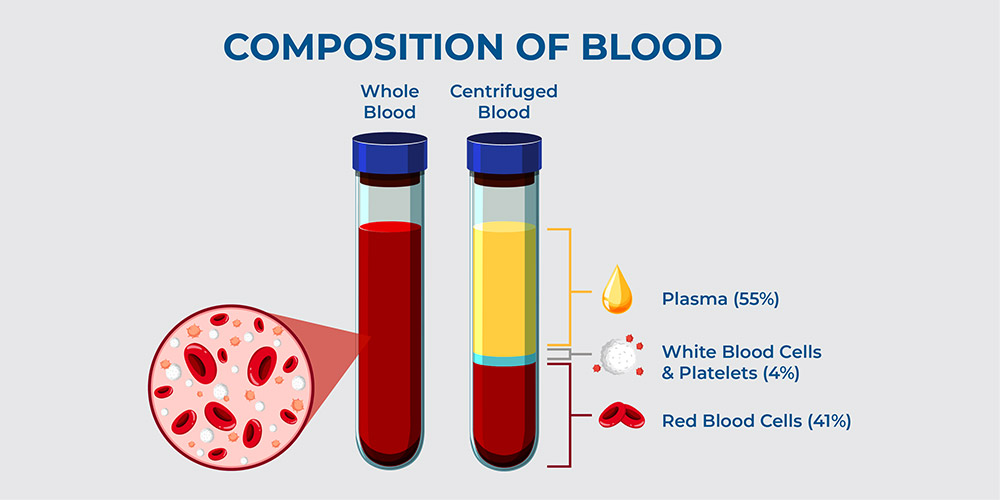 COMPOSITION OF BLOOD
Whole
Blood
Centrifuged
Blood
Plasma (55%)
White Blood Cells
& Platelets (4%)
Red Blood Cells (41%)